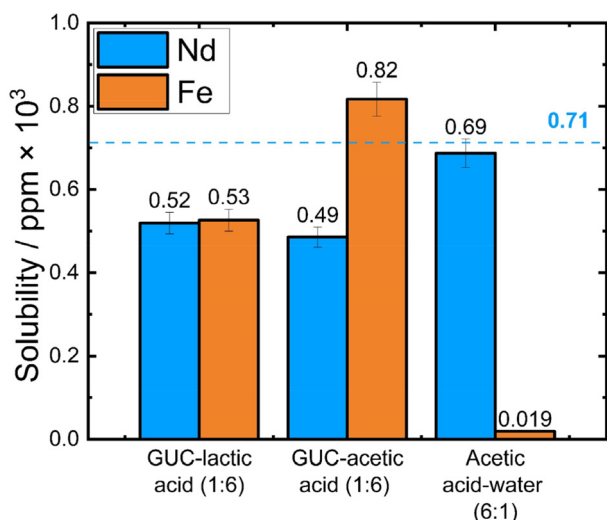 Solubility / ppm × 10³
1.0
0.8
0.6
0.4
0.2
0.0
Nd
Fe
0.52
0.53
0.49
0.82
0.69
0.019
0.71
GUC-lactic
acid (1:6)
GUC-acetic
acid (1:6)
Acetic
acid-water
(6:1)